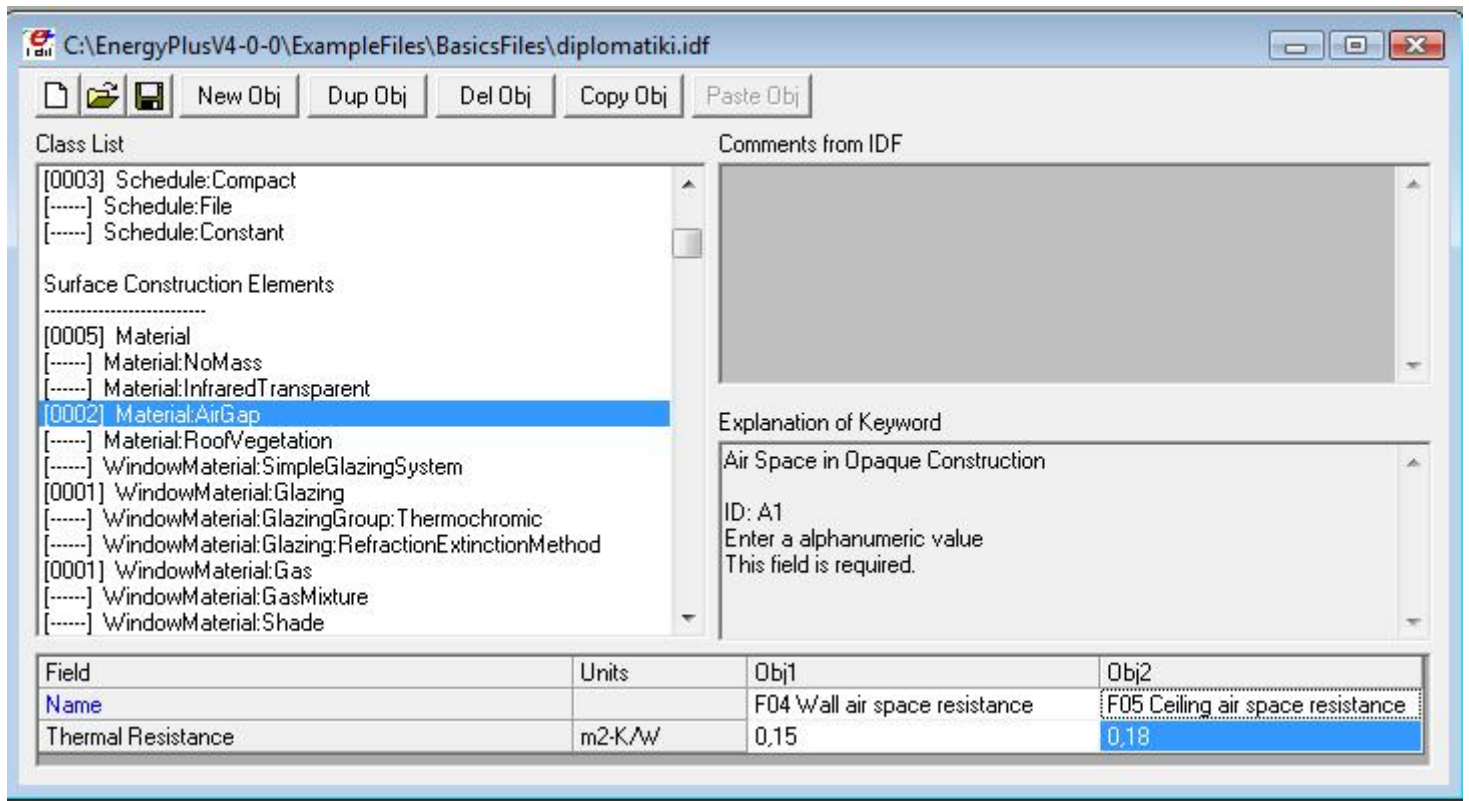 C:\EnergyPlusV4-0-0\ExampleFiles\BasicsFiles\diplomatiki.idf
New Obj Dup Obj Del Obj Copy Obj Paste Obj
Class List
[0003] Schedule:Compact
[------] Schedule:File
[------] Schedule:Constant
Surface Construction Elements
---------------------------
[0005] Material
[------] Material:NoMass
[------] Material:InfraredTransparent
[0002] Material:AirGap
[------] Material:RoofVegetation
[------] WindowMaterial:SimpleGlazingSystem
[0001] WindowMaterial:Glazing
[------] WindowMaterial:GlazingGroup:Thermochromic
[------] WindowMaterial:Glazing:RefractionExtinctionMethod
[0001] WindowMaterial:Gas
[------] WindowMaterial:GasMixture
[------] WindowMaterial:Shade
Comments from IDF
Explanation of Keyword
Air Space in Opaque Construction
ID: A1
Enter a alphanumeric value
This field is required.
Field Units Obj1 Obj2
Name F04 Wall air space resistance F05 Ceiling air space resistance
Thermal Resistance m2-K/W 0,15 0,18